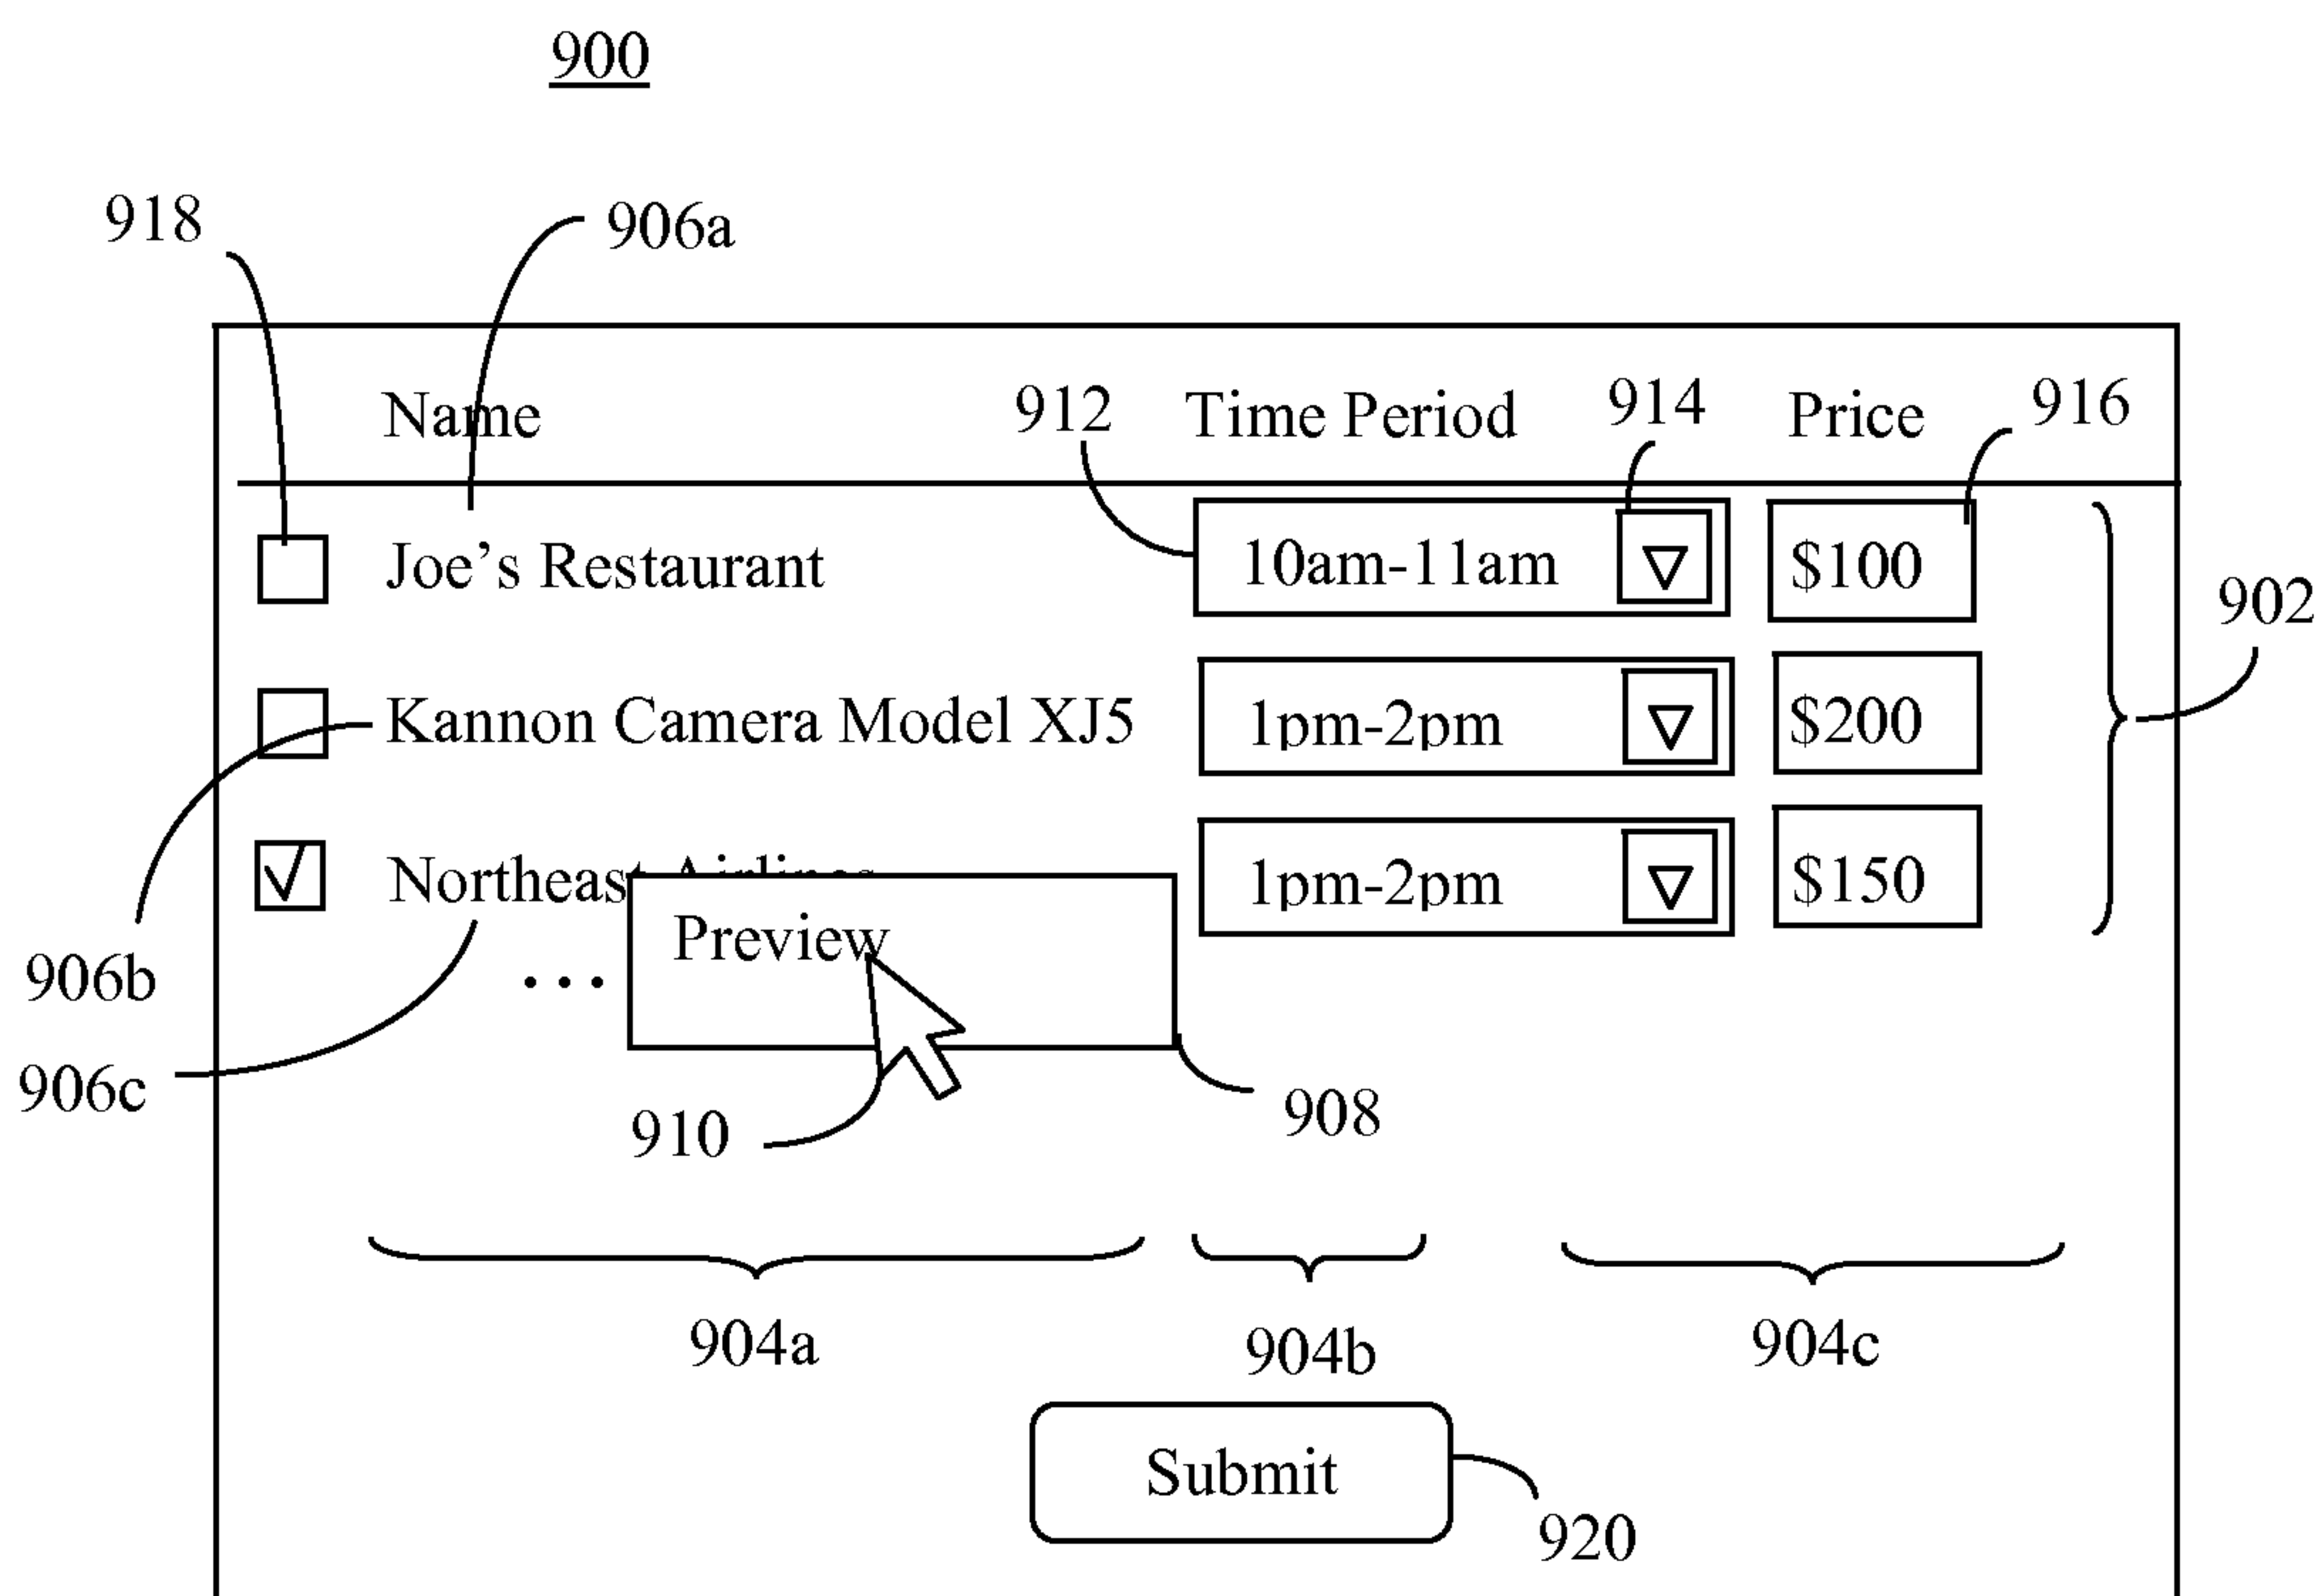 900
918
906a
Name 912 Time Period 914 Price 916
Joe’s Restaurant 10am-11am $100
902
Kannon Camera Model XJ5 1pm-2pm $200
Northeast Airlines 1pm-2pm $150
Preview
906b
...
906c
910
908
904a 904b 904c
Submit
920